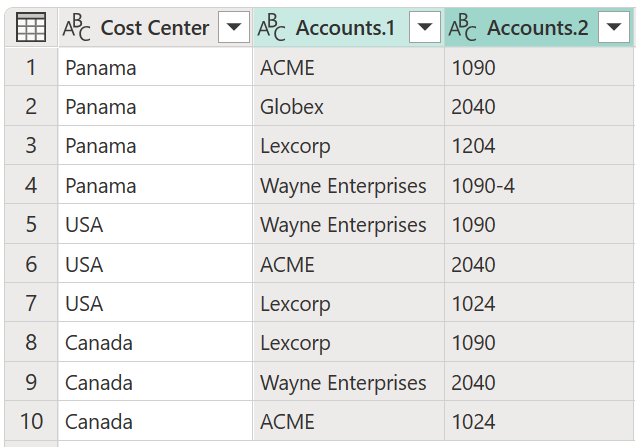 ABC Cost Center ABC Accounts.1 ABC Accounts.2
1 Panama ACME 1090
2 Panama Globex 2040
3 Panama Lexcorp 1204
4 Panama Wayne Enterprises 1090-4
5 USA Wayne Enterprises 1090
6 USA ACME 2040
7 USA Lexcorp 1024
8 Canada Lexcorp 1090
9 Canada Wayne Enterprises 2040
10 Canada ACME 1024